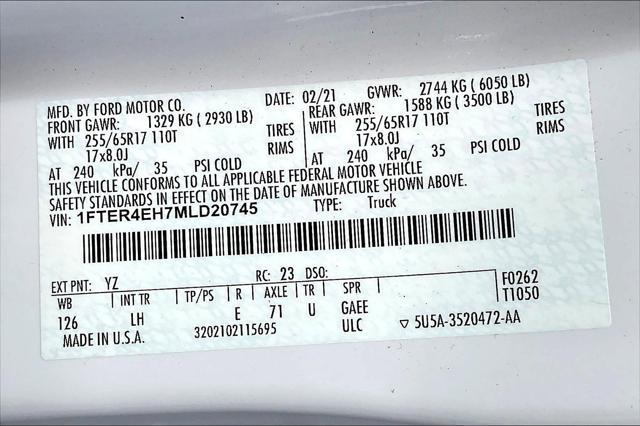 MFD. BY FORD MOTOR CO. DATE: 02/21 GVWR: 2744 KG ( 6050 LB)
FRONT GAWR: 1329 KG ( 2930 LB) REAR GAWR: 1588 KG ( 3500 LB)
WITH 255/65R17 110T TIRES WITH 255/65R17 110T TIRES
17x8.0J RIMS 17x8.0J RIMS
AT 240 kPa/ 35 PSI COLD AT 240 kPa/ 35 PSI COLD
THIS VEHICLE CONFORMS TO ALL APPLICABLE FEDERAL MOTOR VEHICLE
SAFETY STANDARDS IN EFFECT ON THE DATE OF MANUFACTURE SHOWN ABOVE.
VIN: 1FTER4EH7MLD20745 TYPE: Truck
EXT PNT: YZ RC: 23 DSO: F0262
WB INT TR TP/PS R AXLE TR SPR T1050
126 LH E 71 U GAEE
MADE IN U.S.A. 3202102115695 ULC ▽ 5U5A-3520472-AA